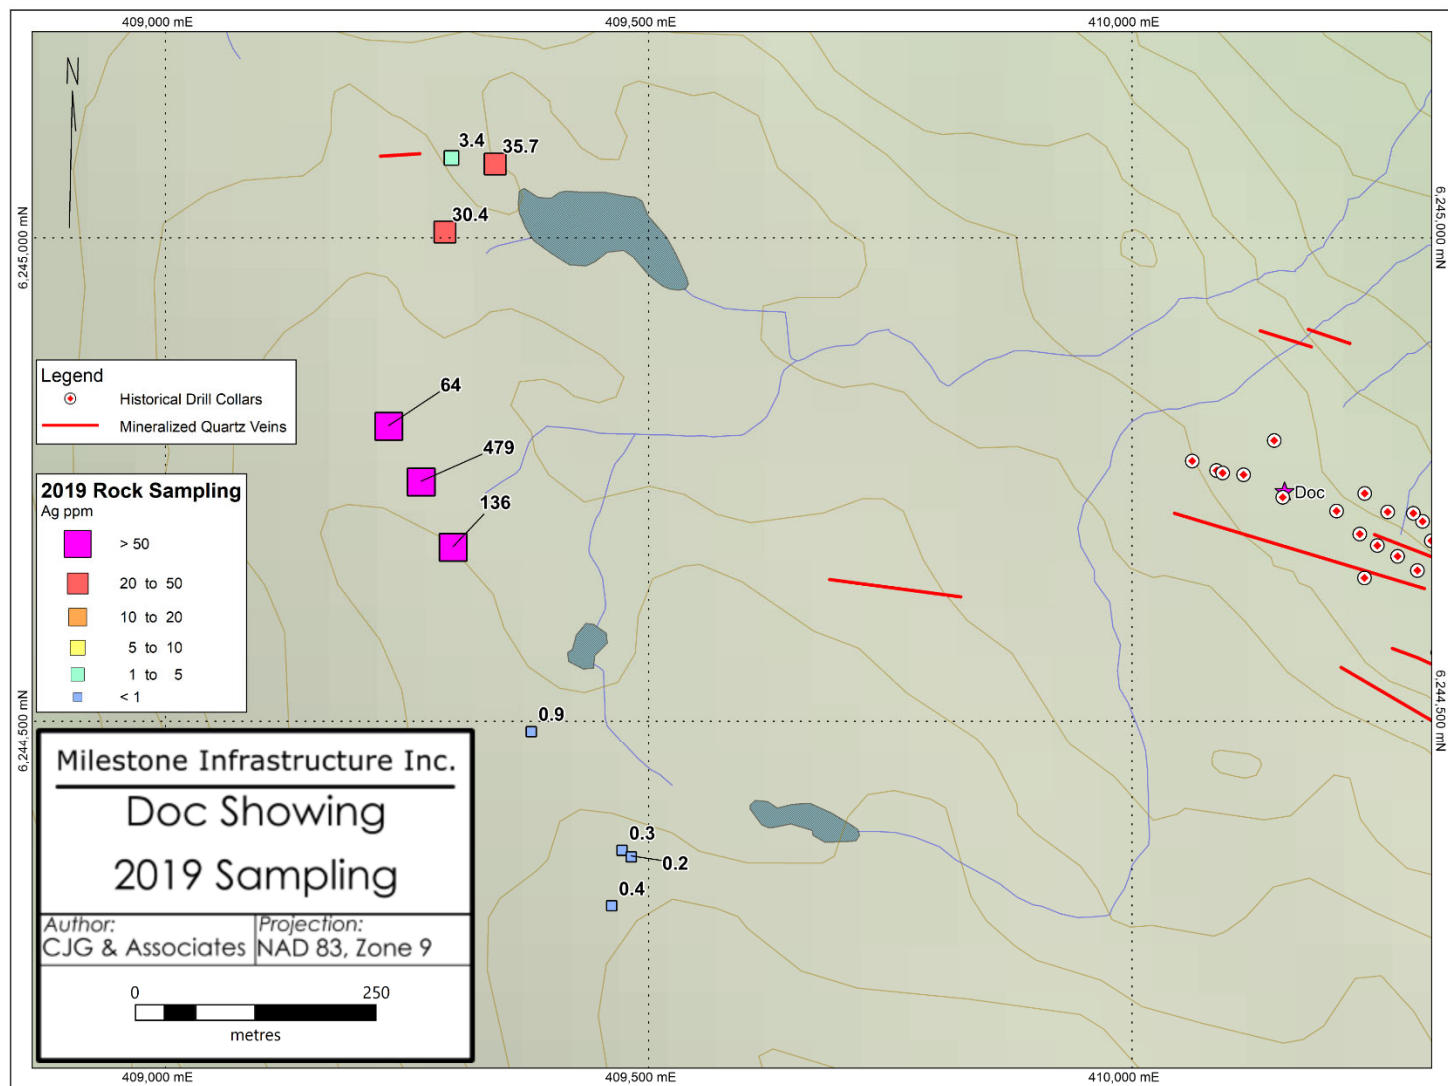 409,000 mE
409,500 mE
410,000 mE
N
3.4
35.7
30.4
6,245,000 mN
6,245,000 mN
Legend
Historical Drill Collars
Mineralized Quartz Veins
64
479
136
Doc
2019 Rock Sampling
Ag ppm
> 50
20 to 50
10 to 20
5 to 10
1 to 5
< 1
6,244,500 mN
6,244,500 mN
0.9
0.3
0.2
0.4
Milestone Infrastructure Inc.
Doc Showing
2019 Sampling
Author:
CJG & Associates
Projection:
NAD 83, Zone 9
0
250
metres
409,000 mE
409,500 mE
410,000 mE